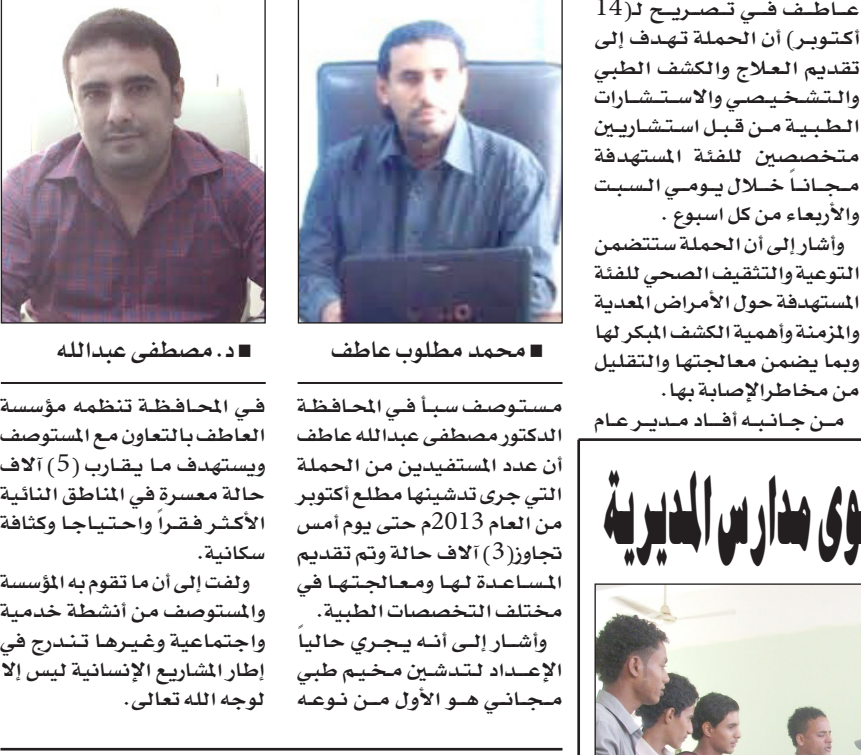 عاطف في تصريح لـ(14
أكتوبر) أن الحملة تهدف إلى
تقديم العلاج والكشف الطبي
والتشخيصي والاستشارات
الطبية من قبل استشاريين
متخصصين للفئة المستهدفة
مجاناً خلال يومي السبت
والأربعاء من كل اسبوع .
وأشار إلى أن الحملة ستتضمن
التوعية والتثقيف الصحي للفئة
المستهدفة حول الأمراض المعدية
والمزمنة وأهمية الكشف المبكر لها
وبما يضمن معالجتها والتقليل
من مخاطرالإصابة بها.
من جانبه أفاد مدير عام
■ محمد مطلوب عاطف
مستوصف سبأ في المحافظة
الدكتور مصطفى عبدالله عاطف
أن عدد المستفيدين من الحملة
التي جرى تدشينها مطلع أكتوبر
من العام 2013م حتى يوم أمس
تجاوز(3) آلاف حالة وتم تقديم
المساعدة لها ومعالجتها في
مختلف التخصصات الطبية.
وأشار إلى أنه يجري حالياً
الإعداد لتدشين مخيم طبي
مجاني هو الأول من نوعه
■ د. مصطفى عبدالله
في المحافظة تنظمه مؤسسة
العاطف بالتعاون مع المستوصف
ويستهدف ما يقارب (5) آلاف
حالة معسرة في المناطق النائية
الأكثر فقراً واحتياجا وكثافة
سكانية.
ولفت إلى أن ما تقوم به المؤسسة
والمستوصف من أنشطة خدمية
واجتماعية وغيرها تندرج في
إطار المشاريع الإنسانية ليس إلا
لوجه الله تعالى.
مدارس المديرية